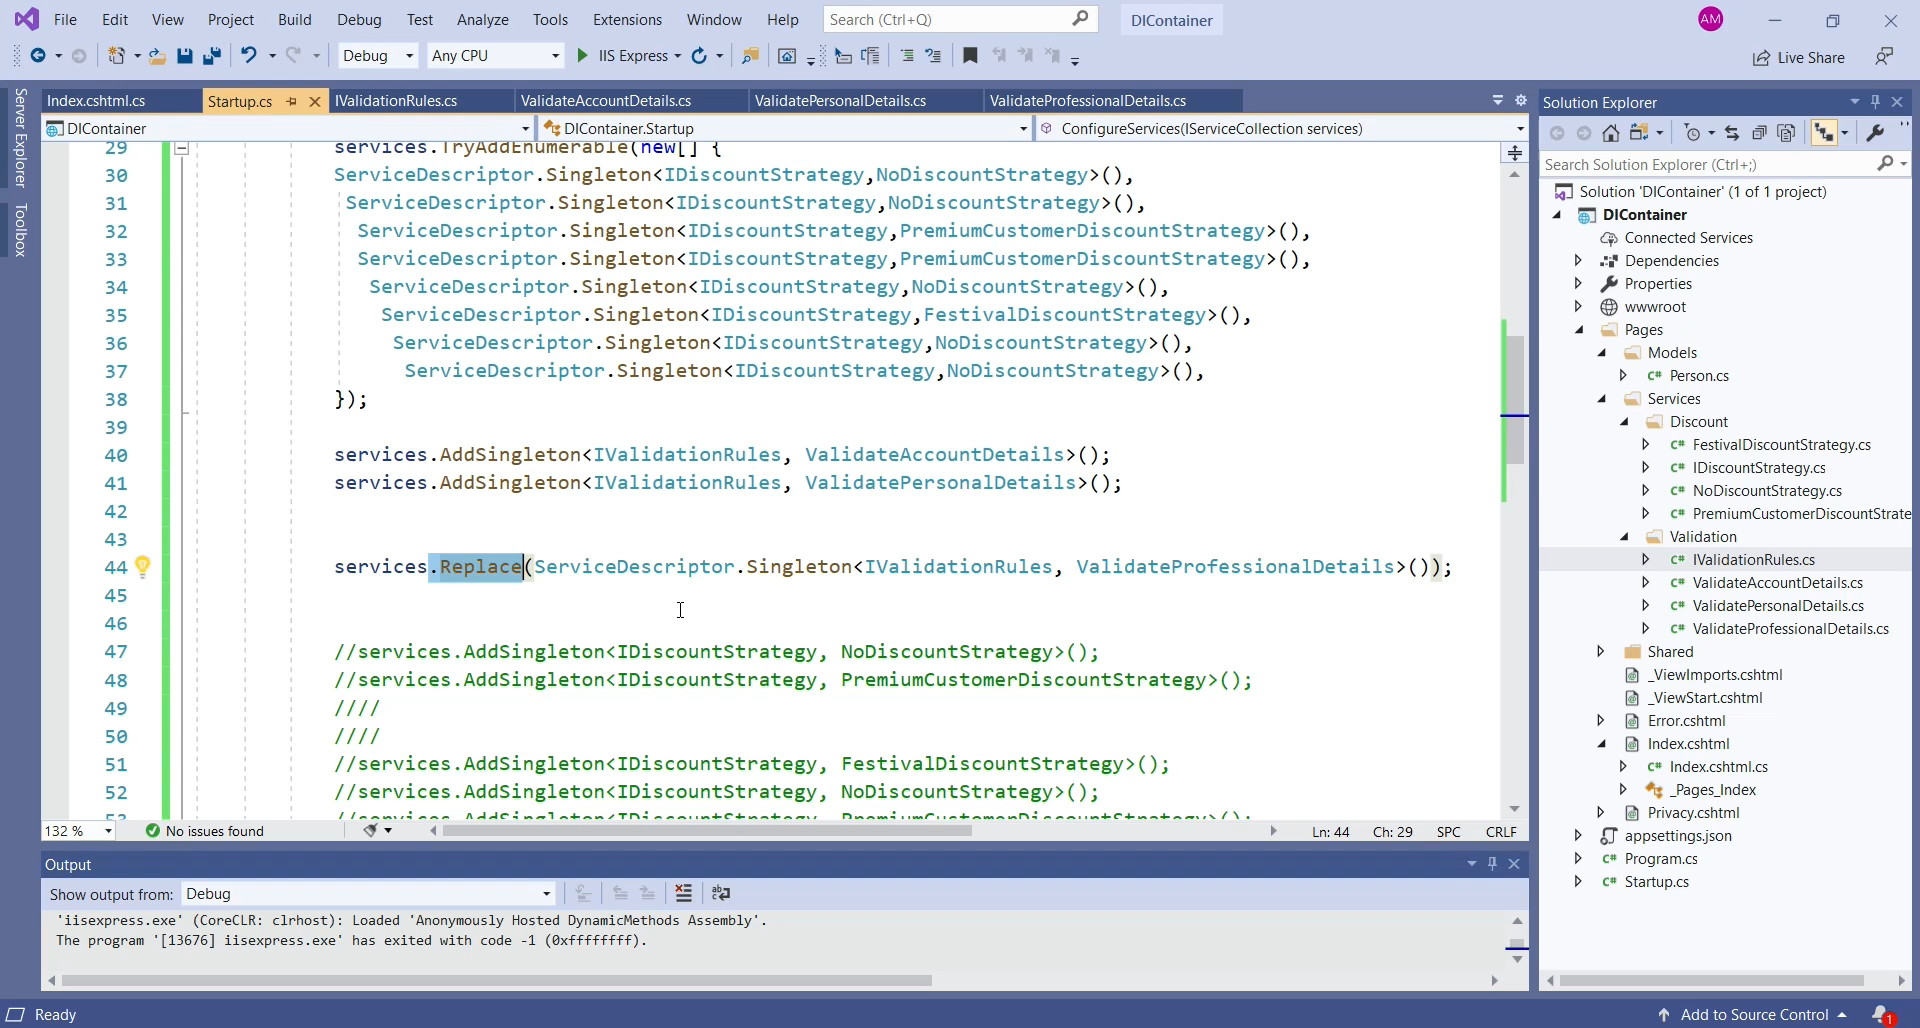 File Edit View Project Build Debug Test Analyze Tools Extensions Window Help Search (Ctrl+Q) DIContainer AM
Debug Any CPU IIS Express Live Share
Server Explorer
Toolbox
Index.cshtml.cs Startup.cs IValidationRules.cs ValidateAccountDetails.cs ValidatePersonalDetails.cs ValidateProfessionalDetails.cs
DIContainer DIContainer.Startup ConfigureServices(IServiceCollection services)
29 services.TryAddEnumerable(new[] {
30 ServiceDescriptor.Singleton<IDiscountStrategy,NoDiscountStrategy>(),
31 ServiceDescriptor.Singleton<IDiscountStrategy,NoDiscountStrategy>(),
32 ServiceDescriptor.Singleton<IDiscountStrategy,PremiumCustomerDiscountStrategy>(),
33 ServiceDescriptor.Singleton<IDiscountStrategy,PremiumCustomerDiscountStrategy>(),
34 ServiceDescriptor.Singleton<IDiscountStrategy,NoDiscountStrategy>(),
35 ServiceDescriptor.Singleton<IDiscountStrategy,FestivalDiscountStrategy>(),
36 ServiceDescriptor.Singleton<IDiscountStrategy,NoDiscountStrategy>(),
37 ServiceDescriptor.Singleton<IDiscountStrategy,NoDiscountStrategy>(),
38 });
39
40 services.AddSingleton<IValidationRules, ValidateAccountDetails>();
41 services.AddSingleton<IValidationRules, ValidatePersonalDetails>();
42
43
44 services.Replace(ServiceDescriptor.Singleton<IValidationRules, ValidateProfessionalDetails>());
45
46
47 //services.AddSingleton<IDiscountStrategy, NoDiscountStrategy>();
48 //services.AddSingleton<IDiscountStrategy, PremiumCustomerDiscountStrategy>();
49 ////
50 ////
51 //services.AddSingleton<IDiscountStrategy, FestivalDiscountStrategy>();
52 //services.AddSingleton<IDiscountStrategy, NoDiscountStrategy>();
53 //services.AddSingleton<IDiscountStrategy, PremiumCustomerDiscountStrategy>();
132 % No issues found Ln: 44 Ch: 29 SPC CRLF
Output
Show output from: Debug
'iisexpress.exe' (CoreCLR: clrhost): Loaded 'Anonymously Hosted DynamicMethods Assembly'.
The program '[13676] iisexpress.exe' has exited with code -1 (0xffffffff).
Solution Explorer
Search Solution Explorer (Ctrl+;)
Solution 'DIContainer' (1 of 1 project)
DIContainer
Connected Services
Dependencies
Properties
wwwroot
Pages
Models
C# Person.cs
Services
Discount
C# FestivalDiscountStrategy.cs
C# IDiscountStrategy.cs
C# NoDiscountStrategy.cs
C# PremiumCustomerDiscountStrate
Validation
C# IValidationRules.cs
C# ValidateAccountDetails.cs
C# ValidatePersonalDetails.cs
C# ValidateProfessionalDetails.cs
Shared
_ViewImports.cshtml
_ViewStart.cshtml
Error.cshtml
Index.cshtml
C# Index.cshtml.cs
_Pages_Index
Privacy.cshtml
appsettings.json
C# Program.cs
C# Startup.cs
Ready Add to Source Control 1